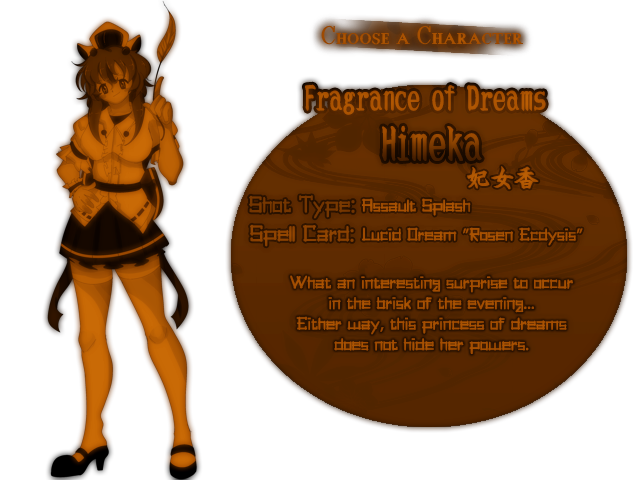 Choose a Character
Fragrance of Dreams
Himeka
妃女香
Shot Type: Assault Splash
Spell Card: Lucid Dream "Rosen Ecdysis"
What an interesting surprise to occur
in the brisk of the evening...
Either way, this princess of dreams
does not hide her powers.